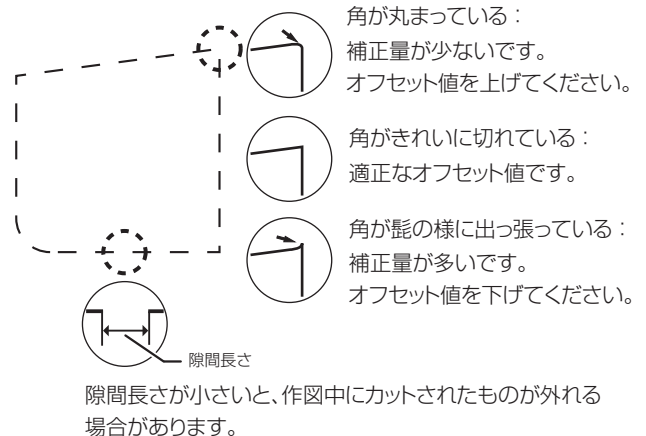 角が丸まっている：
補正量が少ないです。
オフセット値を上げてください。
角がきれいに切れている：
適正なオフセット値です。
角が髭の様に出っ張っている：
補正量が多いです。
オフセット値を下げてください。
隙間長さ
隙間長さが小さいと、作図中にカットされたものが外れる
場合があります。